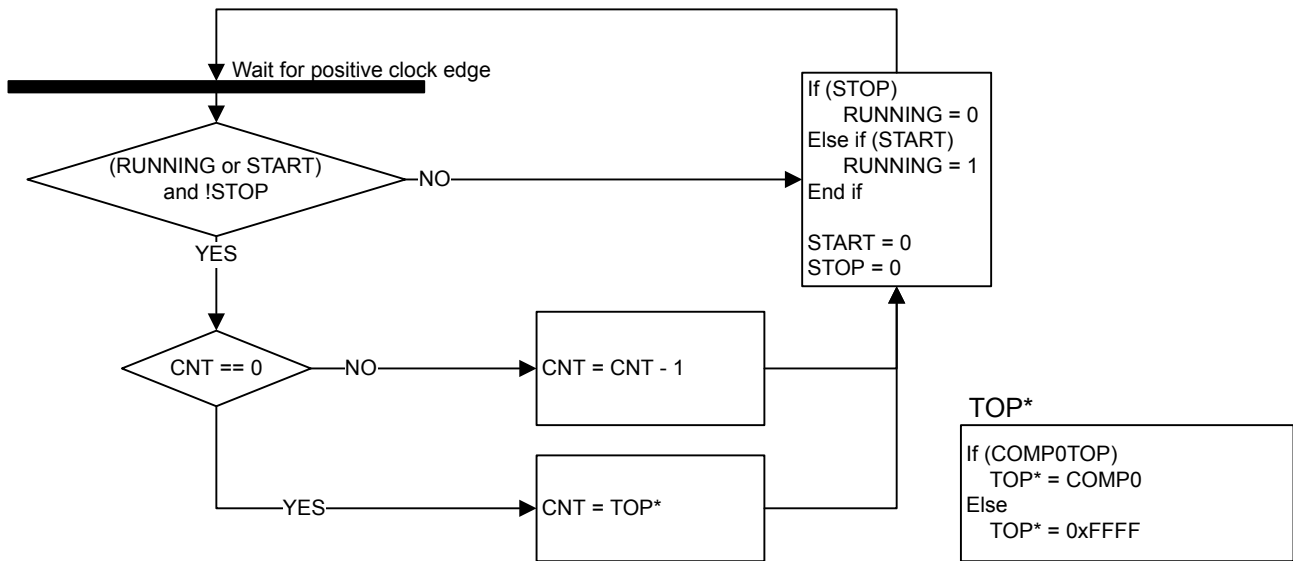 Wait for positive clock edge
(RUNNING or START)
and !STOP
NO
If (STOP)
RUNNING = 0
Else if (START)
RUNNING = 1
End if
START = 0
STOP = 0
YES
CNT == 0
NO
CNT = CNT - 1
YES
CNT = TOP*
TOP*
If (COMP0TOP)
TOP* = COMP0
Else
TOP* = 0xFFFF